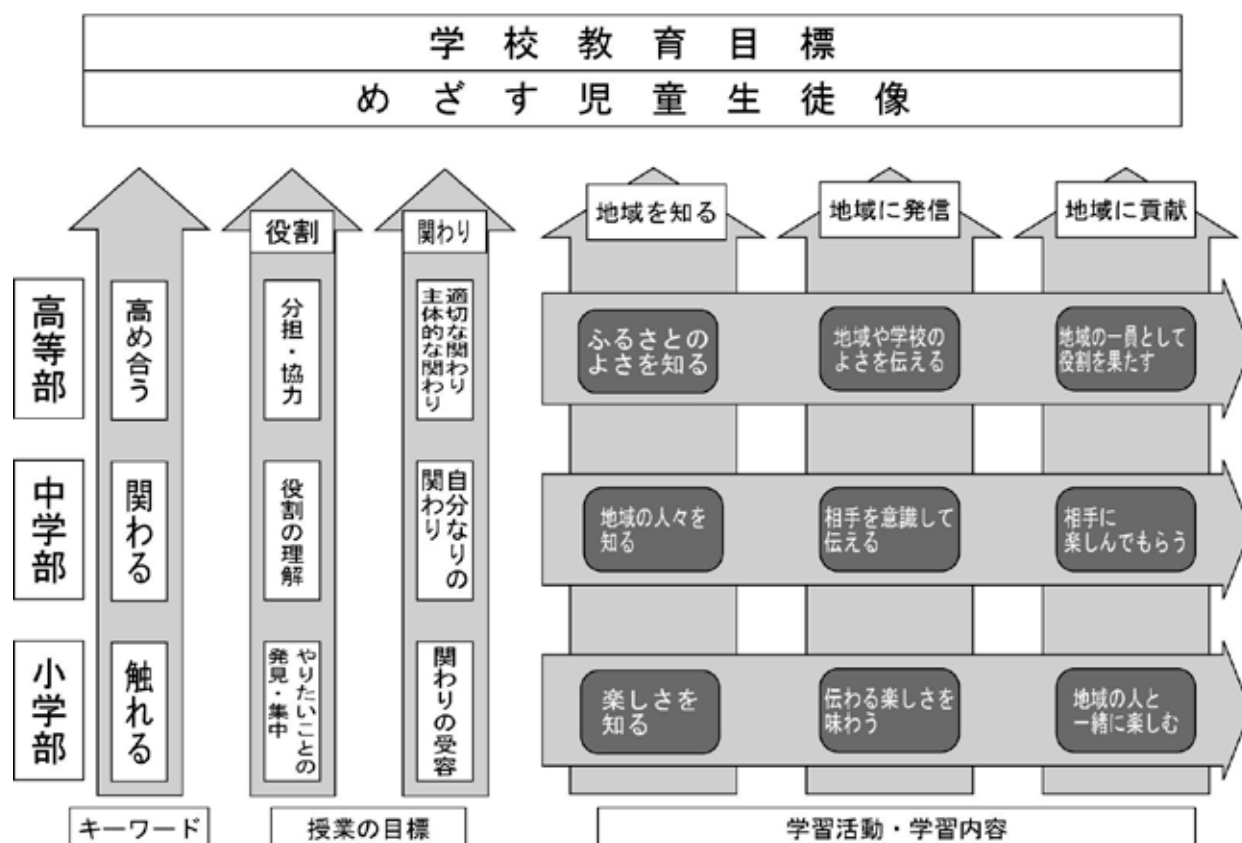 学校教育目標
めざす児童生徒像
役割
関わり
地域を知る
地域に発信
地域に貢献
高等部
高め合う
分担・協力
適切な関わり
主体的な関わり
ふるさとの
よさを知る
地域や学校の
よさを伝える
地域の一員として
役割を果たす
中学部
関わる
役割の理解
自分なりの
関わり
地域の人々を
知る
相手を意識して
伝える
相手に
楽しんでもらう
小学部
触れる
やりたいことの
発見・集中
関わりの受容
楽しさを
知る
伝わる楽しさを
味わう
地域の人と
一緒に楽しむ
キーワード
授業の目標
学習活動・学習内容